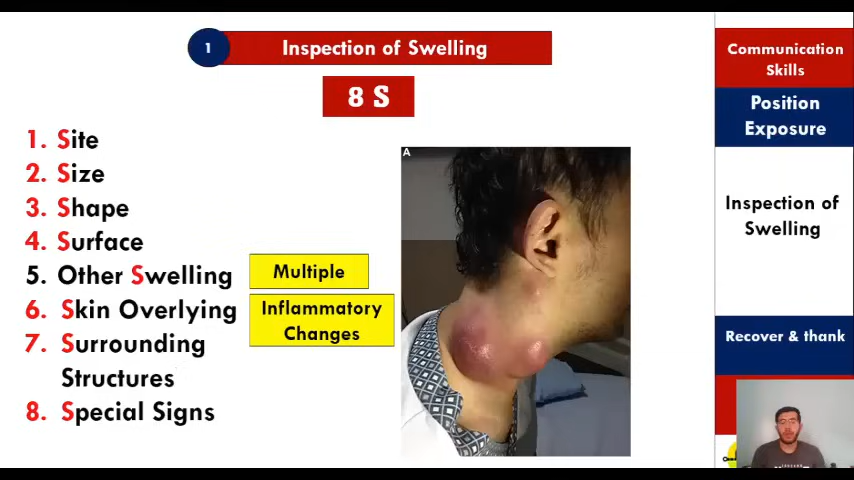 1
Inspection of Swelling
8 S
1. Site
2. Size
3. Shape
4. Surface
5. Other Swelling
Multiple
6. Skin Overlying
Inflammatory
Changes
7. Surrounding
Structures
8. Special Signs
A
Communication
Skills
Position
Exposure
Inspection of
Swelling
Recover & thank